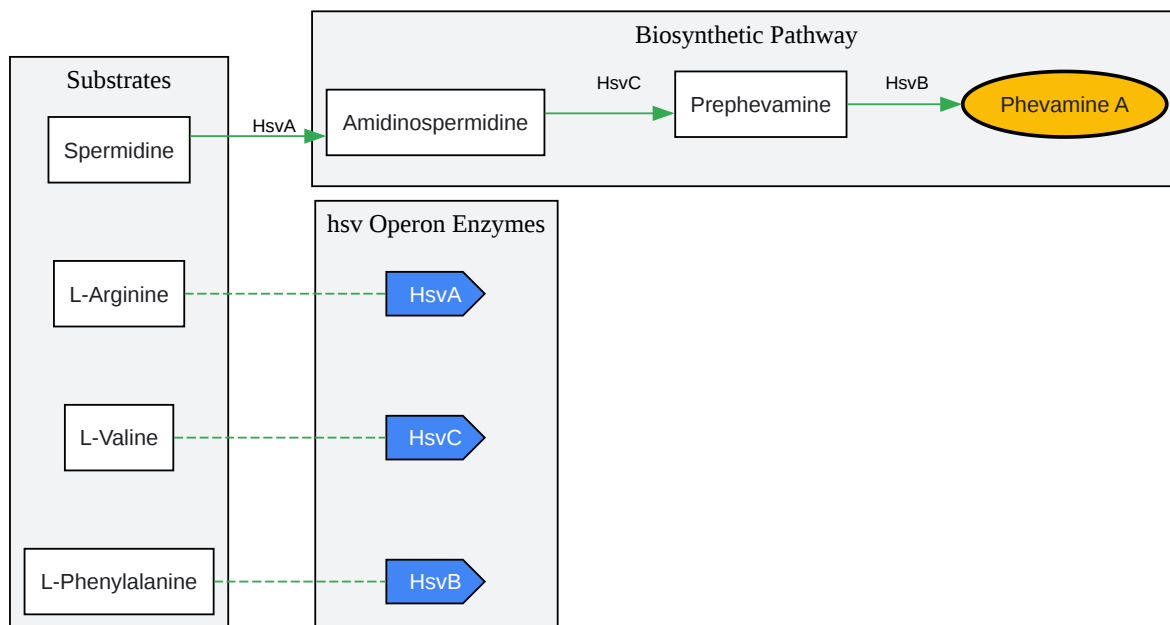 Biosynthetic Pathway
Substrates
HsvC
HsvB
Prephevamine
Phevamine A
Amidinospermidine
HsvA
Spermidine
hsv Operon Enzymes
L-Arginine
HsvA
L-Valine
HsvC
L-Phenylalanine
HsvB